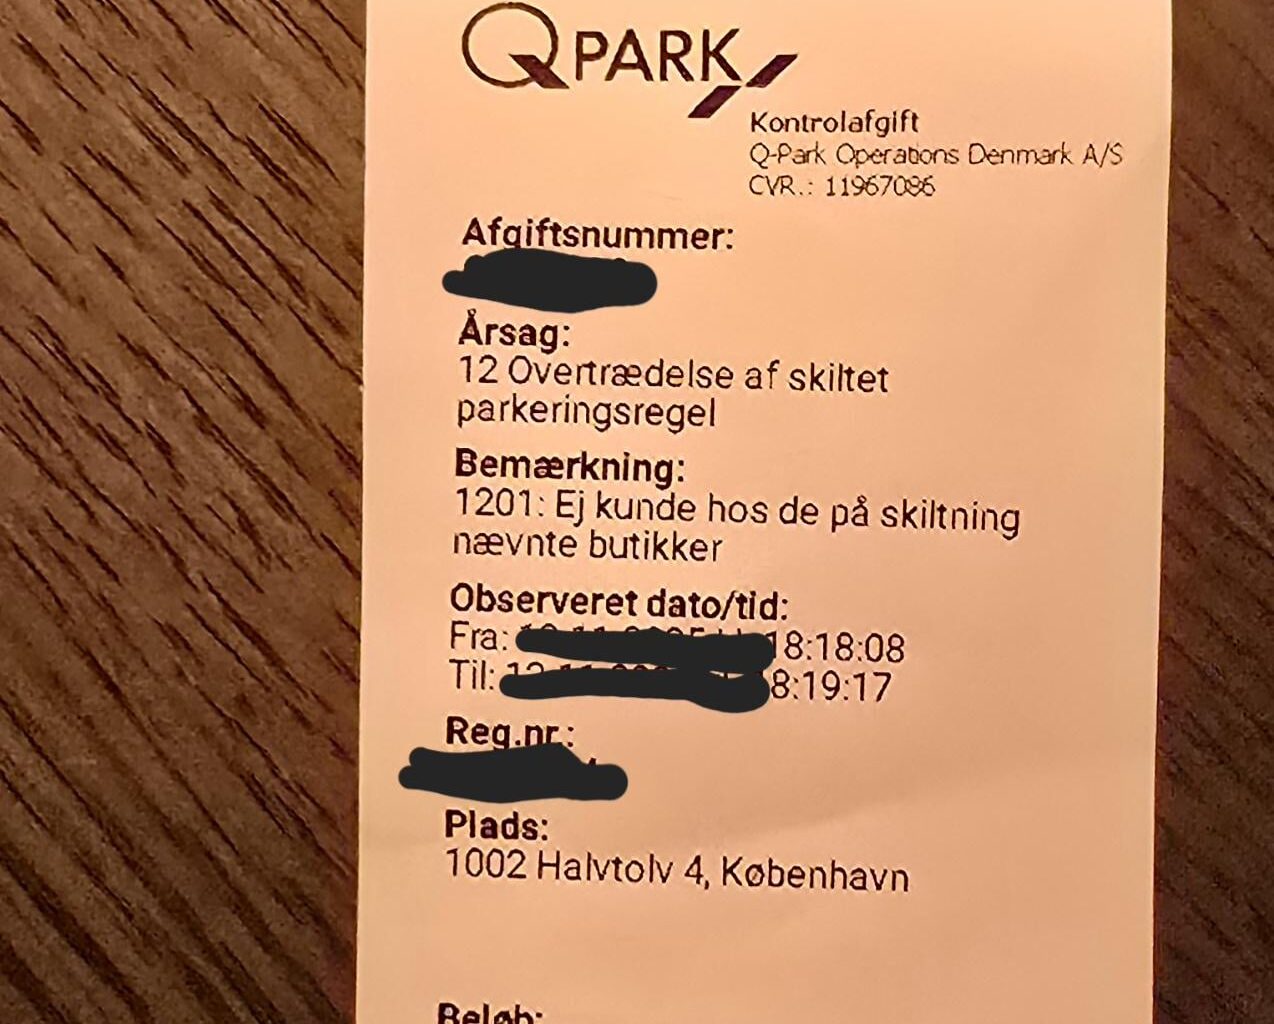 Q PARK
Kontrolafgift
Q-Park Operations Denmark A/S
CVR.: 11967086
Afgiftsnummer:
Årsag:
12 Overtrædelse af skiltet
parkeringsregel
Bemærkning:
1201: Ej kunde hos de på skiltning
nævnte butikker
Observeret dato/tid:
Fra: 18:18:08
Til: 8:19:17
Reg.nr.:
Plads:
1002 Halvtolv 4, København
Beløb: